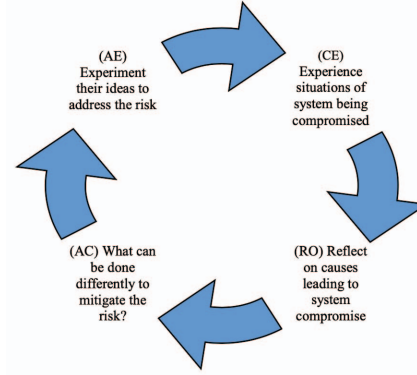 (AE)
Experiment
their ideas to
address the risk
(CE)
Experience
situations of
system being
compromised
(RO) Reflect
on causes
leading to
system
compromise
(AC) What can
be done
differently to
mitigate the
risk?